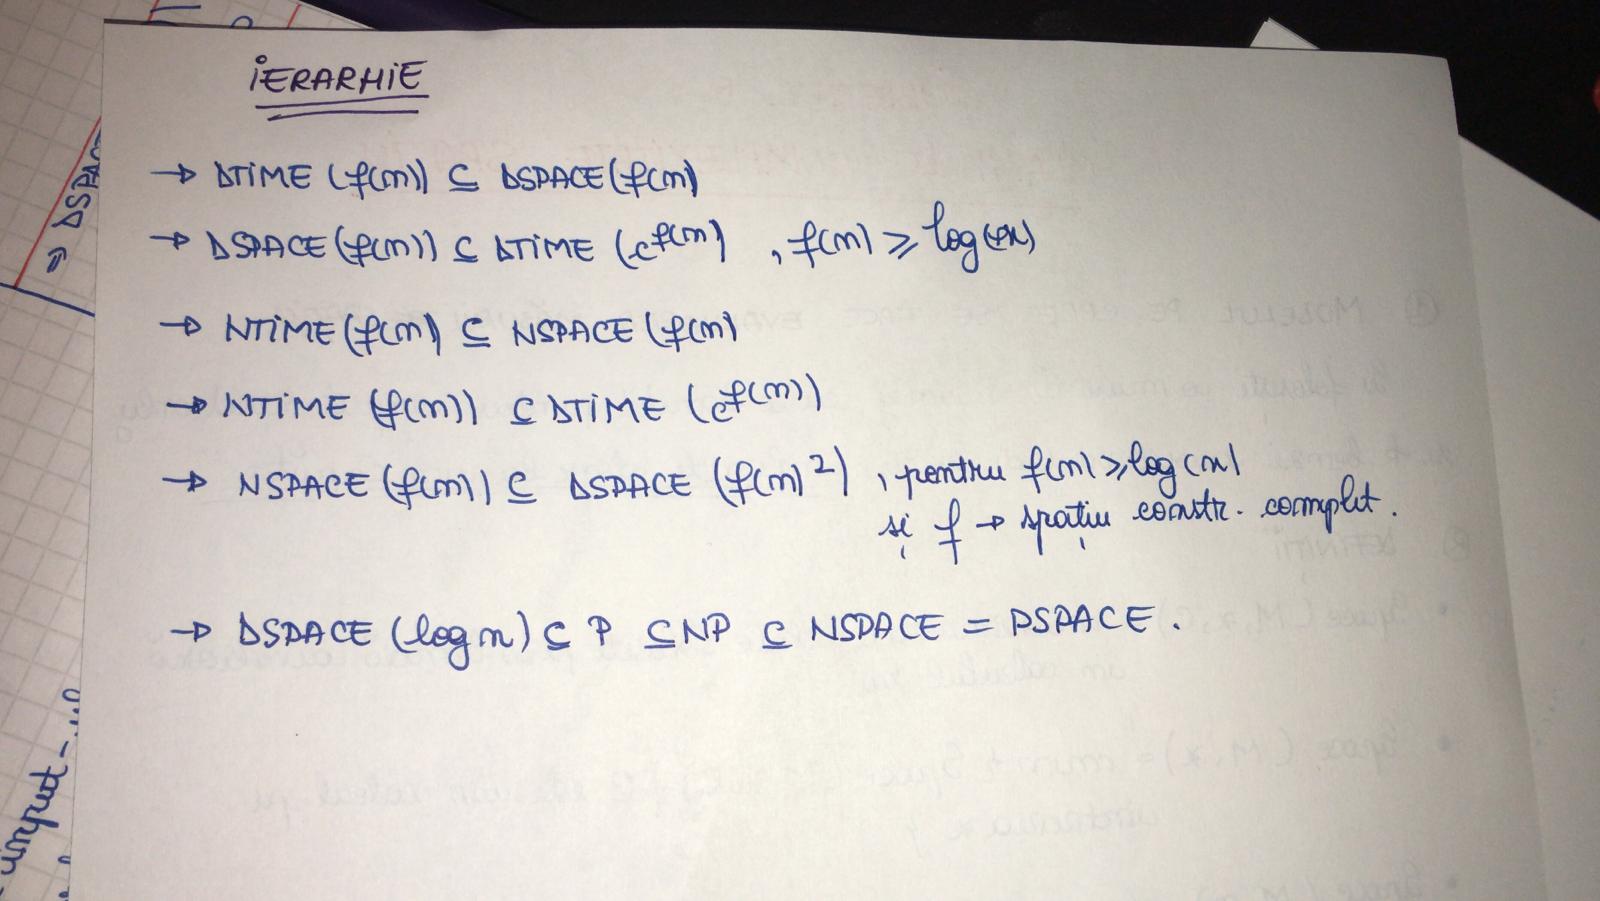 IERARHIE
→ DTIME (f(n)) ⊆ DSPACE (f(n)
→ DSPACE (f(n)) ⊆ DTIME (c^f(n)) , f(n) ≥ log(n)
→ NTIME (f(n) ⊆ NSPACE (f(n)
→ NTIME (f(n)) ⊆ DTIME (c^f(n))
→ NSPACE (f(n)) ⊆ DSPACE (f(n)²) , pentru f(n) ≥ log(n)
și f → spațiu constr. complet.
→ DSPACE (log n) ⊆ P ⊆ NP ⊆ NSPACE = PSPACE.
⇒ DSPAC
input